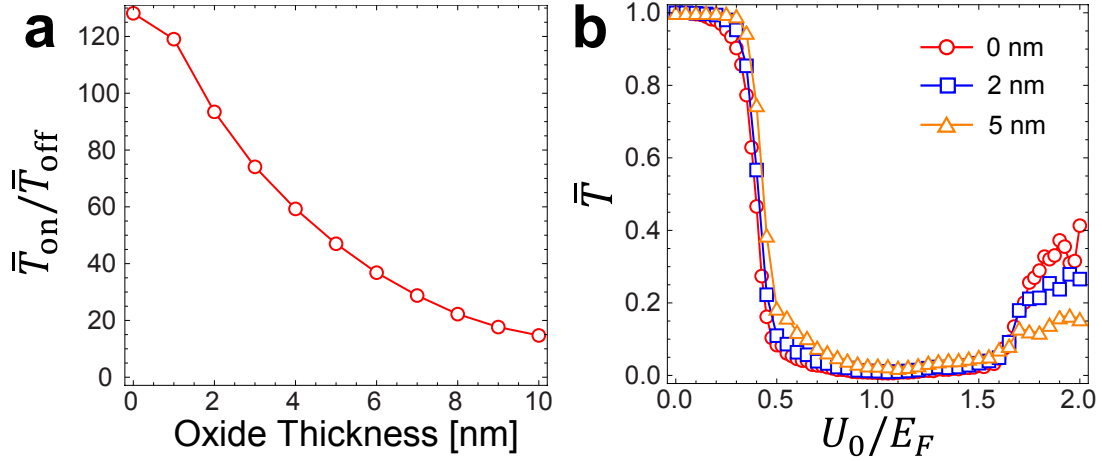 a
T̿on/T̿off
120
100
80
60
40
20
0
0 2 4 6 8 10
Oxide Thickness [nm]
b
T̿
1.0
0.8
0.6
0.4
0.2
0.0
0.0 0.5 1.0 1.5 2.0
U0/EF
0 nm
2 nm
5 nm